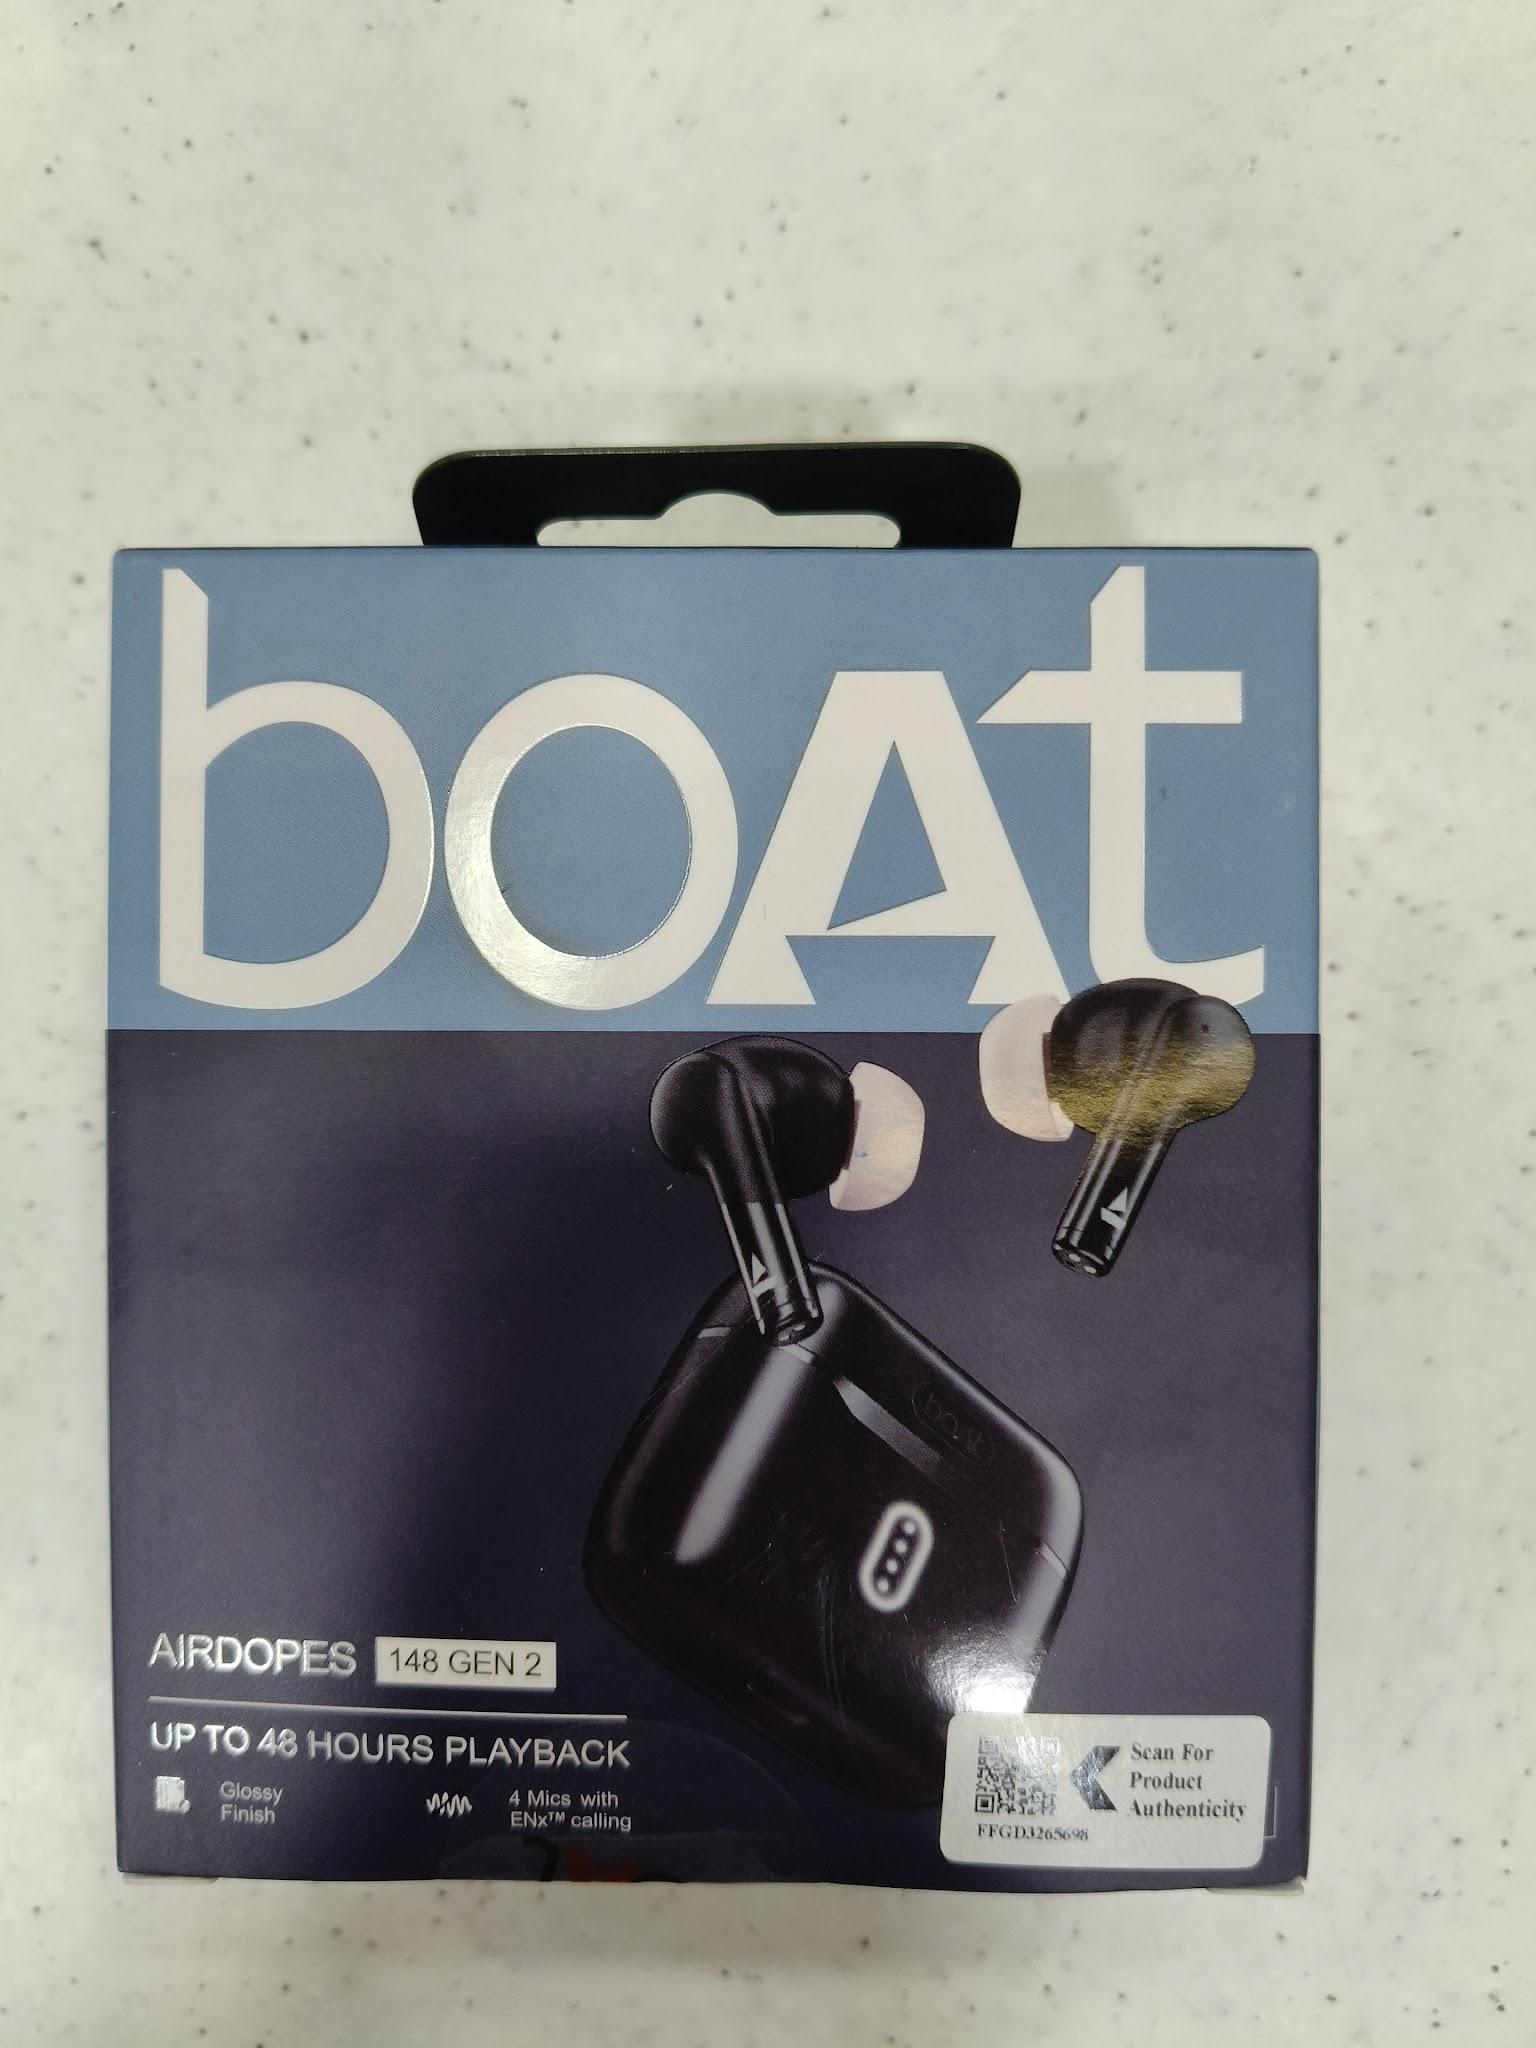 boAt
boAt
AIRDOPES 148 GEN 2
UP TO 48 HOURS PLAYBACK
Glossy
Finish
4 Mics with
ENx™ calling
Scan For
Product
Authenticity
FFGD3265698